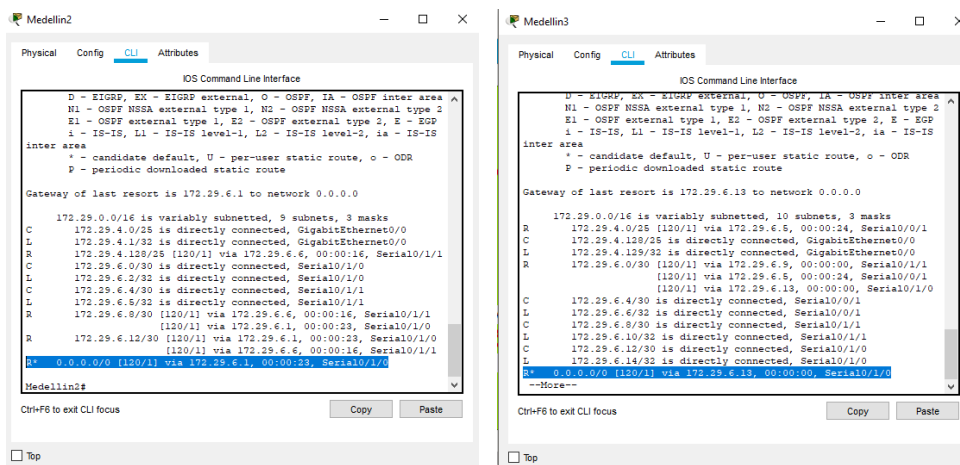 Medellin2
Physical Config CLI Attributes
IOS Command Line Interface
D - EIGRP, EX - EIGRP external, O - OSPF, IA - OSPF inter area
N1 - OSPF NSSA external type 1, N2 - OSPF NSSA external type 2
E1 - OSPF external type 1, E2 - OSPF external type 2, E - EGP
i - IS-IS, L1 - IS-IS level-1, L2 - IS-IS level-2, ia - IS-IS
inter area
* - candidate default, U - per-user static route, o - ODR
P - periodic downloaded static route
Gateway of last resort is 172.29.6.1 to network 0.0.0.0
172.29.0.0/16 is variably subnetted, 9 subnets, 3 masks
C 172.29.4.0/25 is directly connected, GigabitEthernet0/0
L 172.29.4.1/32 is directly connected, GigabitEthernet0/0
R 172.29.4.128/25 [120/1] via 172.29.6.6, 00:00:16, Serial0/1/1
C 172.29.6.0/30 is directly connected, Serial0/1/0
L 172.29.6.2/32 is directly connected, Serial0/1/0
C 172.29.6.4/30 is directly connected, Serial0/1/1
L 172.29.6.5/32 is directly connected, Serial0/1/1
R 172.29.6.8/30 [120/1] via 172.29.6.6, 00:00:16, Serial0/1/1
[120/1] via 172.29.6.1, 00:00:23, Serial0/1/0
R 172.29.6.12/30 [120/1] via 172.29.6.1, 00:00:23, Serial0/1/0
[120/1] via 172.29.6.6, 00:00:16, Serial0/1/1
R* 0.0.0.0/0 [120/1] via 172.29.6.1, 00:00:23, Serial0/1/0
Medellin2#
Ctrl+F6 to exit CLI focus
Copy Paste
Top
Medellin3
Physical Config CLI Attributes
IOS Command Line Interface
D - EIGRP, EX - EIGRP external, O - OSPF, IA - OSPF inter area
N1 - OSPF NSSA external type 1, N2 - OSPF NSSA external type 2
E1 - OSPF external type 1, E2 - OSPF external type 2, E - EGP
i - IS-IS, L1 - IS-IS level-1, L2 - IS-IS level-2, ia - IS-IS
inter area
* - candidate default, U - per-user static route, o - ODR
P - periodic downloaded static route
Gateway of last resort is 172.29.6.13 to network 0.0.0.0
172.29.0.0/16 is variably subnetted, 10 subnets, 3 masks
R 172.29.4.0/25 [120/1] via 172.29.6.5, 00:00:24, Serial0/0/1
C 172.29.4.128/25 is directly connected, GigabitEthernet0/0
L 172.29.4.129/32 is directly connected, GigabitEthernet0/0
R 172.29.6.0/30 [120/1] via 172.29.6.9, 00:00:00, Serial0/1/1
[120/1] via 172.29.6.5, 00:00:24, Serial0/0/1
[120/1] via 172.29.6.13, 00:00:00, Serial0/1/0
C 172.29.6.4/30 is directly connected, Serial0/0/1
L 172.29.6.6/32 is directly connected, Serial0/0/1
C 172.29.6.8/30 is directly connected, Serial0/1/1
L 172.29.6.10/32 is directly connected, Serial0/1/1
C 172.29.6.12/30 is directly connected, Serial0/1/0
L 172.29.6.14/32 is directly connected, Serial0/1/0
R* 0.0.0.0/0 [120/1] via 172.29.6.13, 00:00:00, Serial0/1/0
--More--
Ctrl+F6 to exit CLI focus
Copy Paste
Top